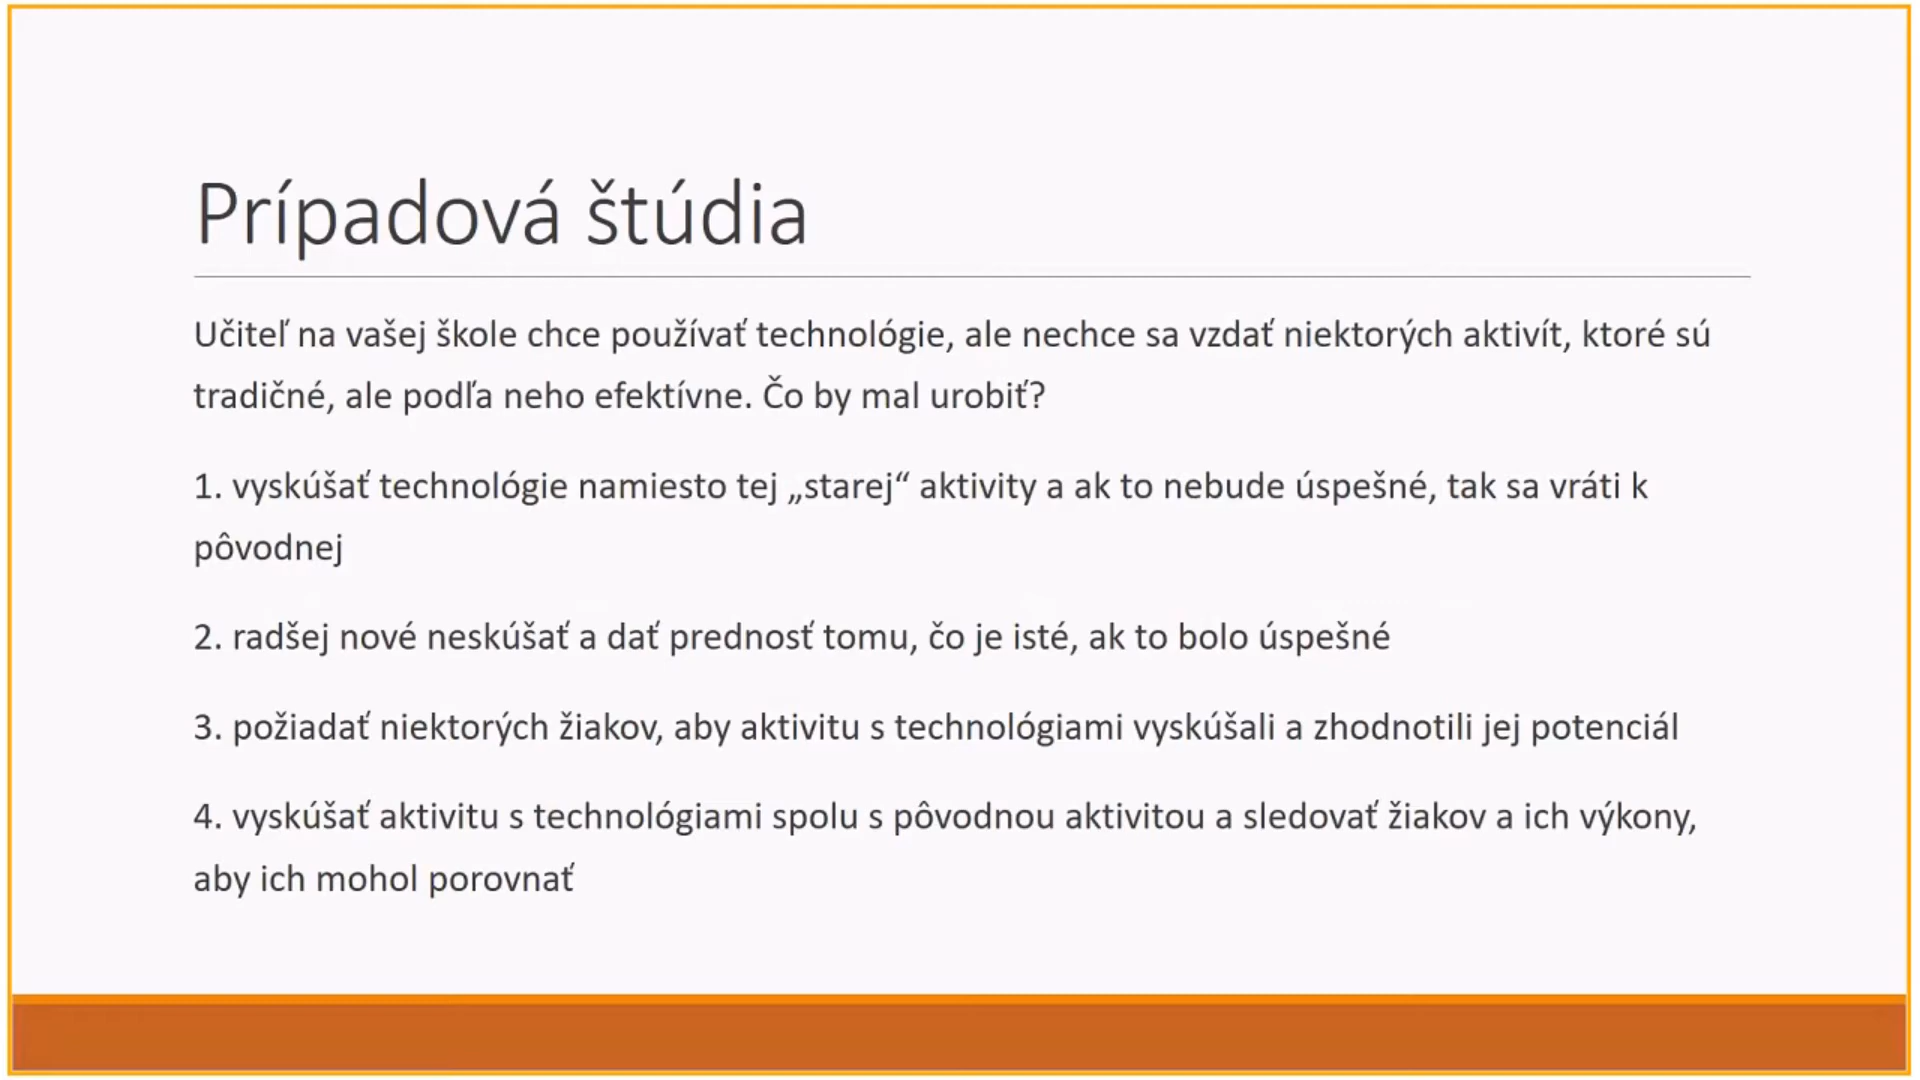 Prípadová štúdia
Učiteľ na vašej škole chce používať technológie, ale nechce sa vzdať niektorých aktivít, ktoré sú
tradičné, ale podľa neho efektívne. Čo by mal urobiť?
1. vyskúšať technológie namiesto tej „starej“ aktivity a ak to nebude úspešné, tak sa vráti k
pôvodnej
2. radšej nové neskúšať a dať prednosť tomu, čo je isté, ak to bolo úspešné
3. požiadať niektorých žiakov, aby aktivitu s technológiami vyskúšali a zhodnotili jej potenciál
4. vyskúšať aktivitu s technológiami spolu s pôvodnou aktivitou a sledovať žiakov a ich výkony,
aby ich mohol porovnať